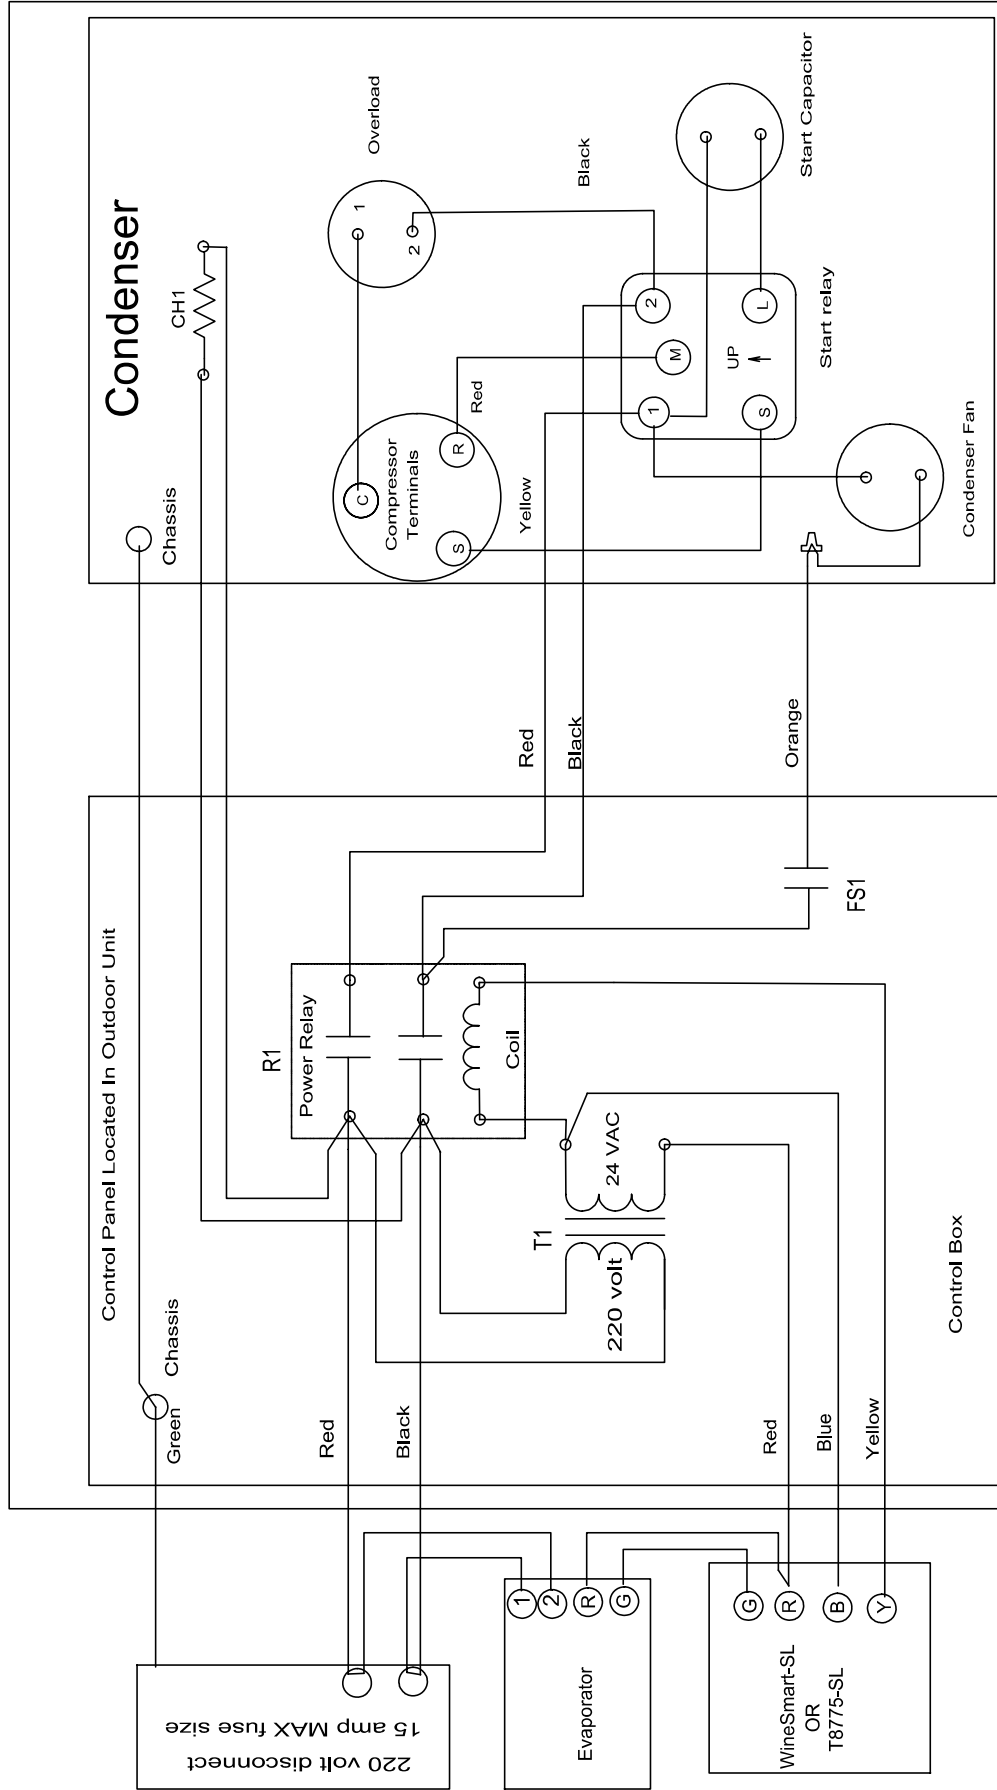 Condenser
CH1
Chassis
Overload
1
2
C
Compressor
Terminals
R
S
Red
Yellow
Black
Start Capacitor
1
M
2
UP
S
L
Start relay
Condenser Fan
Red
Black
Orange
Control Panel Located In Outdoor Unit
R1
Power Relay
Coil
FS1
T1
24 VAC
220 volt
Control Box
Chassis
Green
Red
Black
Red
Blue
Yellow
220 volt disconnect
15 amp MAX fuse size
Evaporator
1
2
R
G
WineSmart-SL
OR
T8775-SL
G
R
B
Y